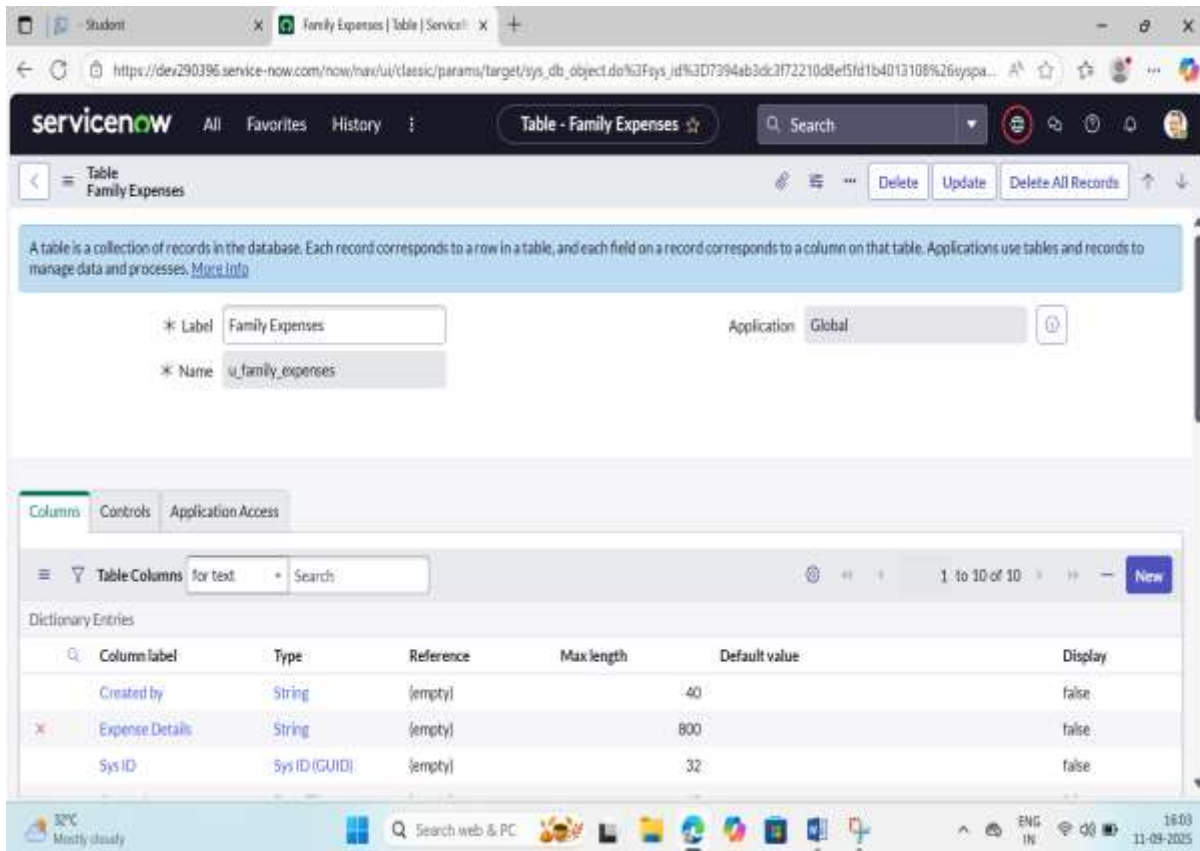 Student
Family Expenses | Table | Service
https://dev290396.service-now.com/now/nav/ui/classic/params/target/sys_db_object.do%3Fsys_id%3D7394ab3dc3f72210d8ef5fd1b4013108%26syspa...
servicenow All Favorites History Table - Family Expenses Search
Table
Family Expenses
Delete Update Delete All Records
A table is a collection of records in the database. Each record corresponds to a row in a table, and each field on a record corresponds to a column on that table. Applications use tables and records to
manage data and processes. More Info
* Label Family Expenses Application Global
* Name u_family_expenses
Columns Controls Application Access
Table Columns for text Search 1 to 10 of 10 New
Dictionary Entries
Column label Type Reference Max length Default value Display
Created by String (empty) 40 false
Expense Details String (empty) 800 false
Sys ID Sys ID (GUID) (empty) 32 false
32°C
Mostly cloudy
Search web & PC
ENG
IN
16:03
11-09-2025